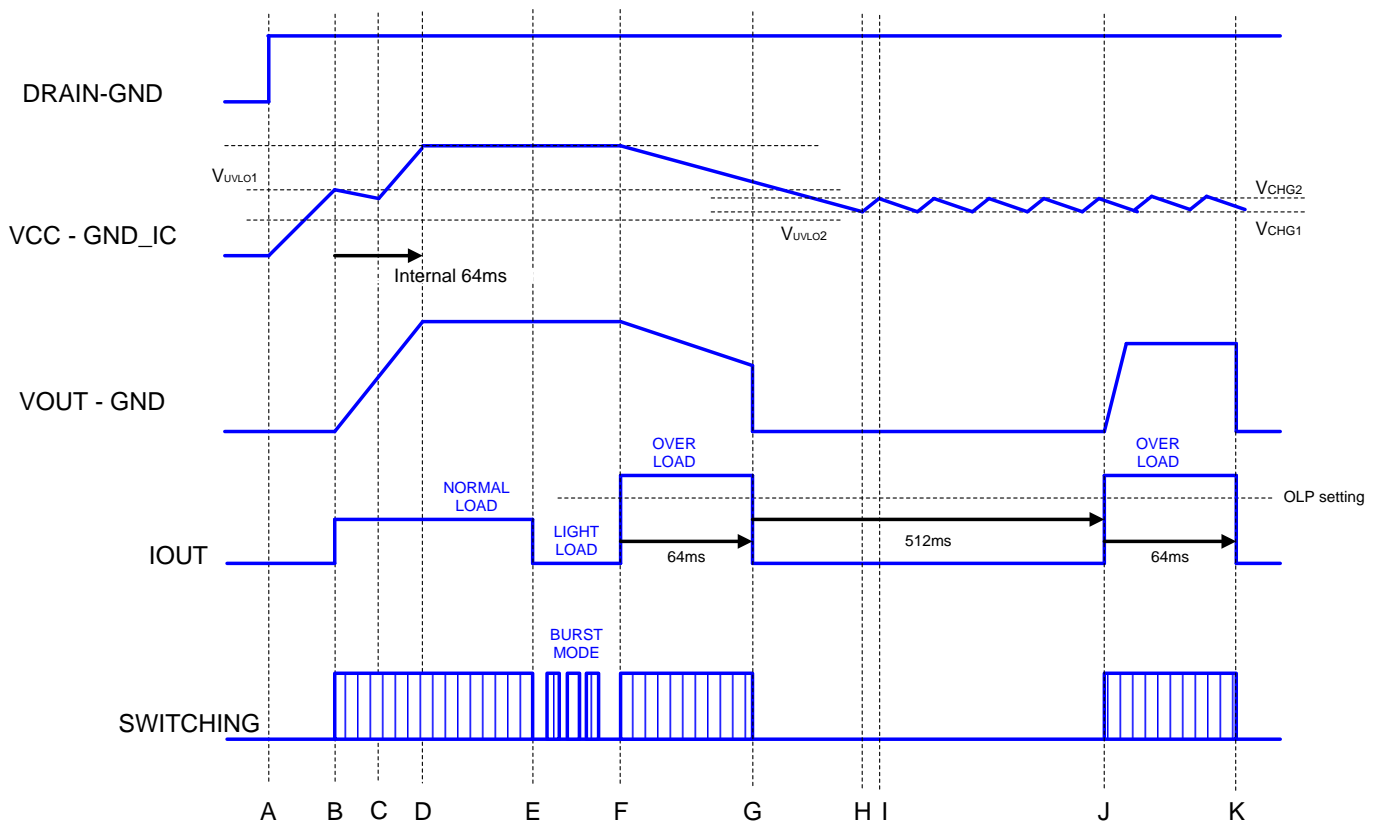 DRAIN-GND
VUVLO1
VCHG2
VCC - GND_IC
VUVLO2
VCHG1
Internal 64ms
VOUT - GND
OVER
LOAD
OVER
LOAD
NORMAL
LOAD
OLP setting
LIGHT
LOAD
IOUT
64ms
512ms
64ms
BURST
MODE
SWITCHING
A B C D E F G H I J K